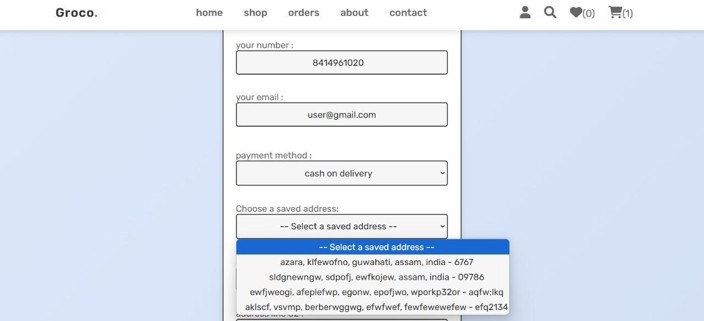 Groco.
home shop orders about contact (0) (1)
your number :
8414961020
your email :
user@gmail.com
payment method :
cash on delivery
Choose a saved address:
-- Select a saved address --
-- Select a saved address --
azara, klfewofno, guwahati, assam, india - 6767
sldgnewngw, sdpofj, ewfkojew, assam, india - 09786
ewfjweogi, afeplefwp, egonw, epofjwo, wporkp32or - aqfw;lkq
aklscf, vsvmp, berberwggwg, efwfwef, fewfewewefew - efq2134